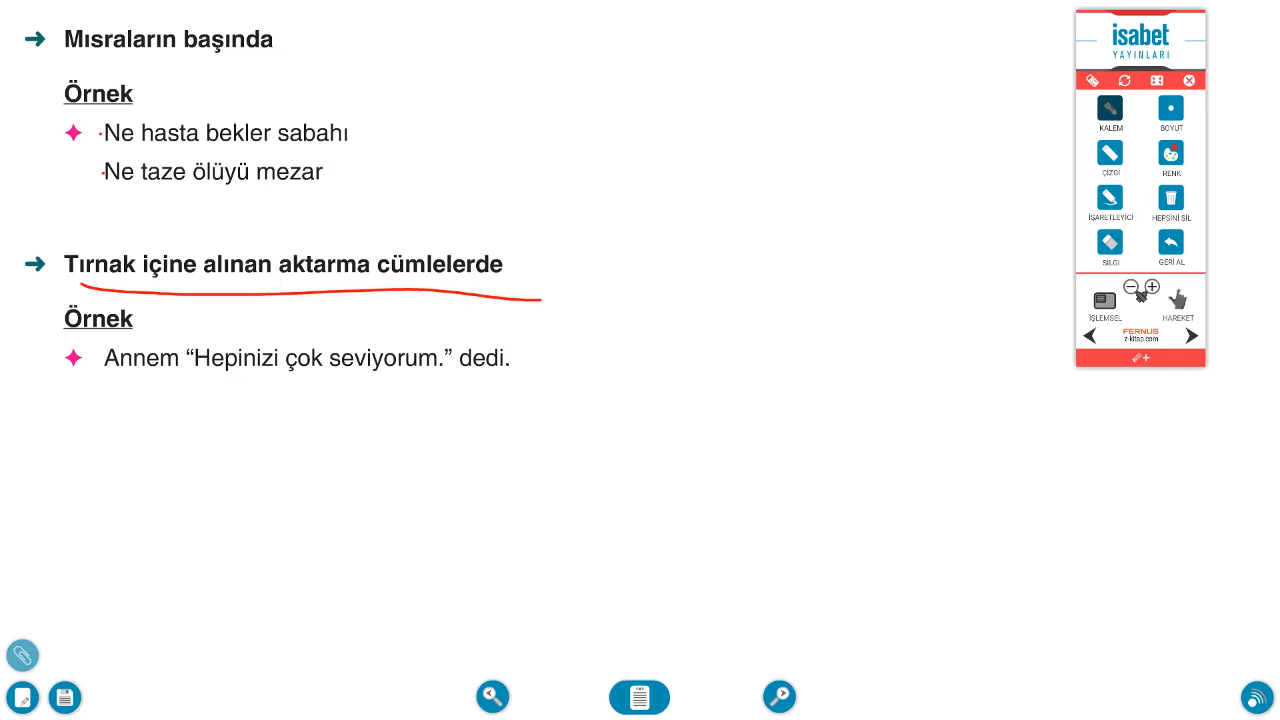 Mısraların başında
Örnek
Ne hasta bekler sabahı
Ne taze ölüyü mezar
Tırnak içine alınan aktarma cümlelerde
Örnek
Annem “Hepinizi çok seviyorum.” dedi.
isabet
YAYINLARI
KALEM BOYUT
ÇİZGİ RENK
İŞARETLEYİCİ HEPSİNİ SİL
SİLGİ GERİ AL
İŞLEMSEL HAREKET
FERNUS
z-kitap.com